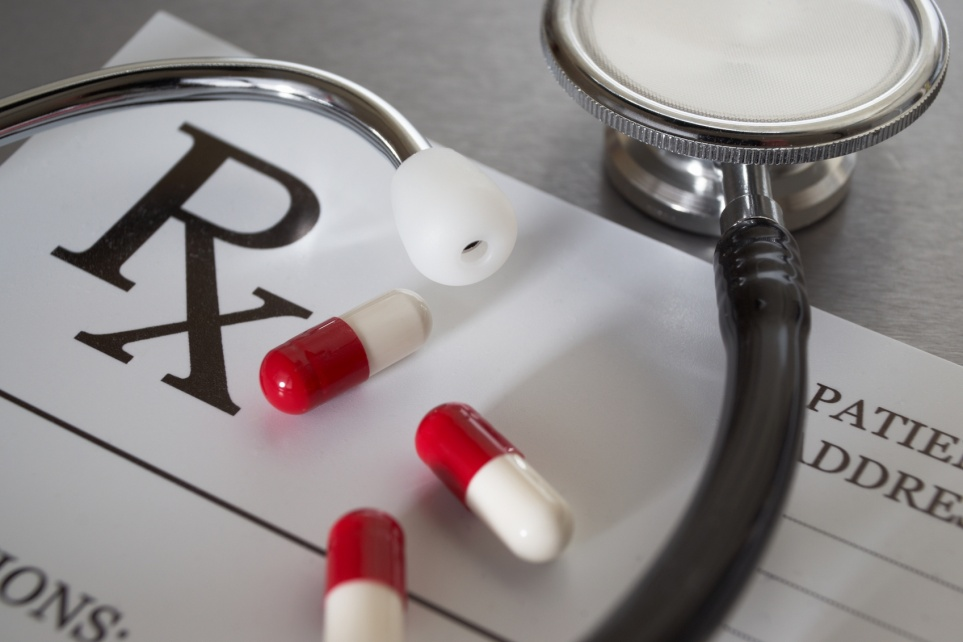 Rx
PATIE
ADDRES
IONS: